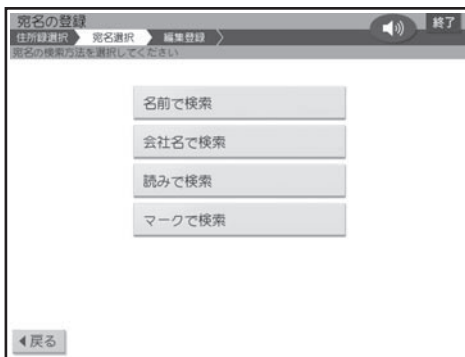 宛名の登録
終了
住所録選択 宛名選択 編集登録
宛名の検索方法を選択してください
名前で検索
会社名で検索
読みで検索
マークで検索
戻る